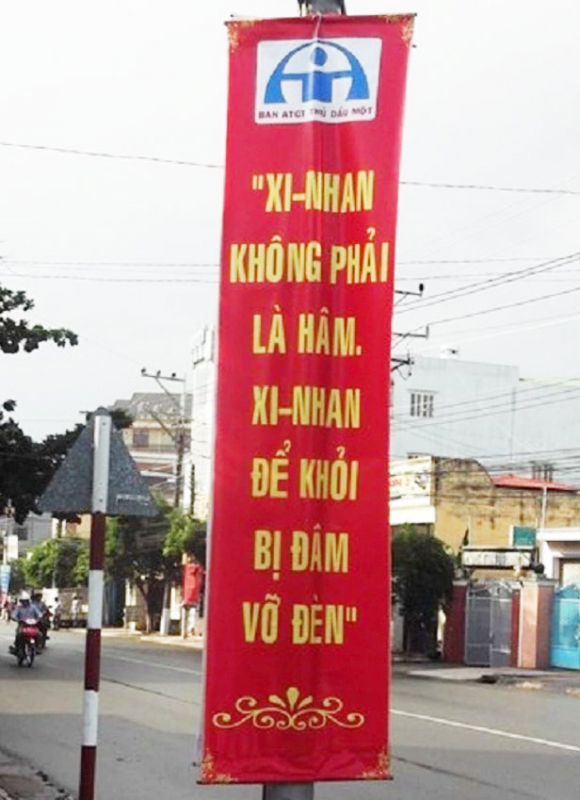 BAN ATGT THỦ DẦU MỘT
"XI-NHAN
KHÔNG PHẢI
LÀ HÂM.
XI-NHAN
ĐỂ KHỎI
BỊ ĐÂM
VỠ ĐÈN"